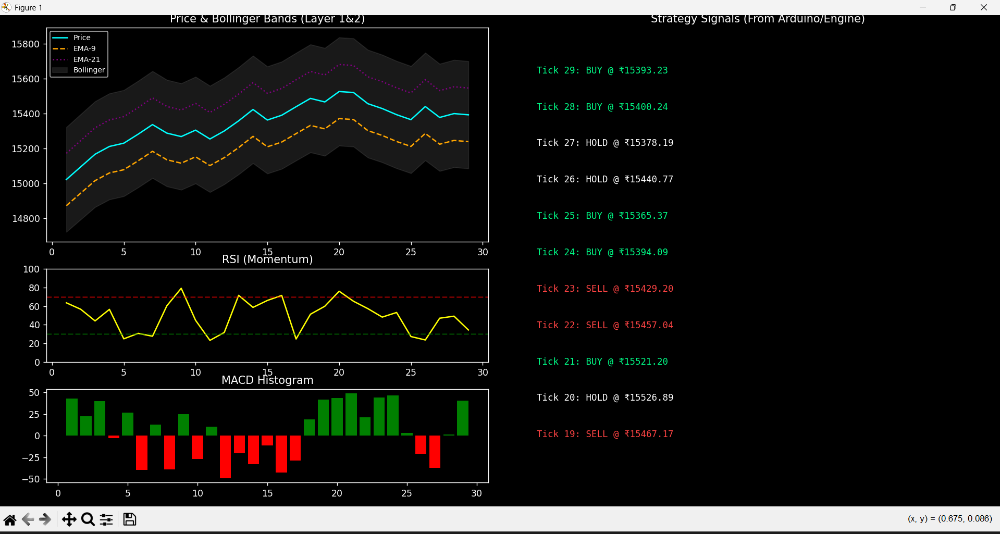 Figure 1
Price & Bollinger Bands (Layer 1&2)
Price
EMA-9
EMA-21
Bollinger
15800
15600
15400
15200
15000
14800
0 5 10 15 20 25 30
RSI (Momentum)
100
80
60
40
20
0
0 5 10 15 20 25 30
MACD Histogram
50
25
0
−25
−50
0 5 10 15 20 25 30
Strategy Signals (From Arduino/Engine)
Tick 29: BUY @ ₹15393.23
Tick 28: BUY @ ₹15400.24
Tick 27: HOLD @ ₹15378.19
Tick 26: HOLD @ ₹15440.77
Tick 25: BUY @ ₹15365.37
Tick 24: BUY @ ₹15394.09
Tick 23: SELL @ ₹15429.20
Tick 22: SELL @ ₹15457.04
Tick 21: BUY @ ₹15521.20
Tick 20: HOLD @ ₹15526.89
Tick 19: SELL @ ₹15467.17
(x, y) = (0.675, 0.086)